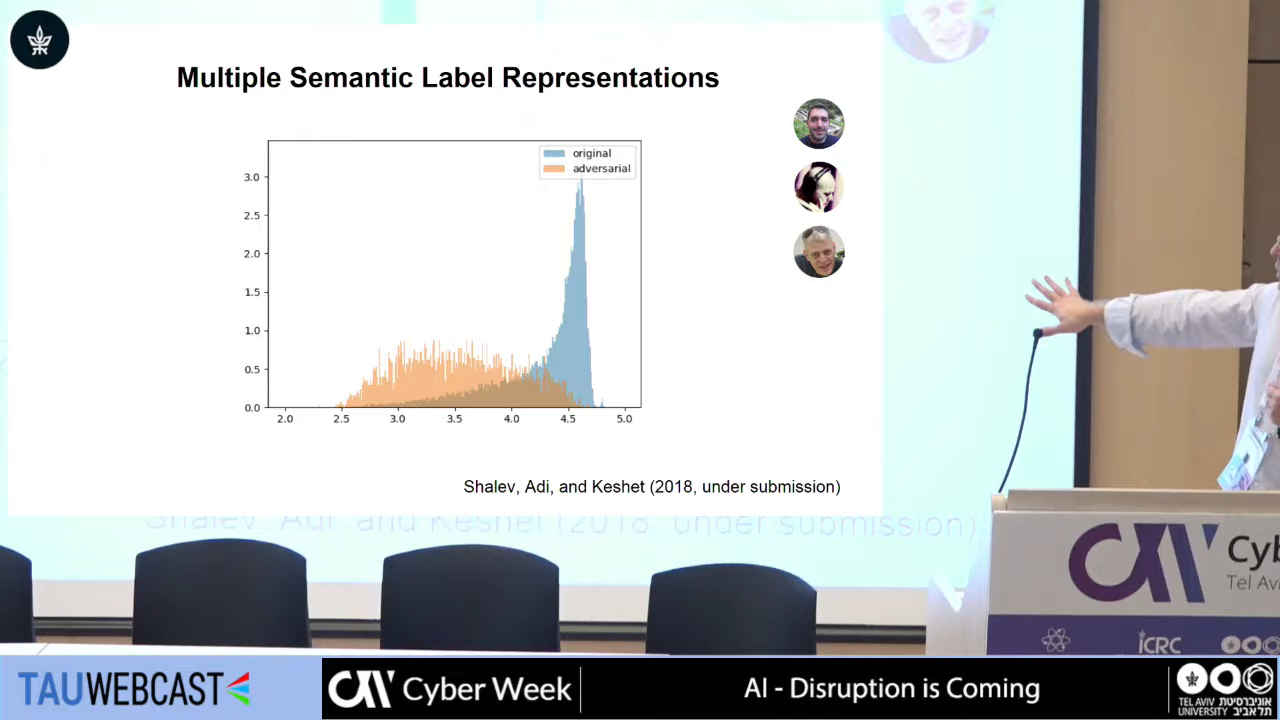 Multiple Semantic Label Representations
original
adversarial
3.0
2.5
2.0
1.5
1.0
0.5
0.0
2.0 2.5 3.0 3.5 4.0 4.5 5.0
Shalev, Adi, and Keshet (2018, under submission)
Shalev, Adi, and Keshet (2018, under submission)
Cyb
Tel Avi
ICRC
TAUWEBCAST
Cyber Week
AI - Disruption is Coming
TEL AVIV
UNIVERSITY
אוניברסיטת
תל אביב